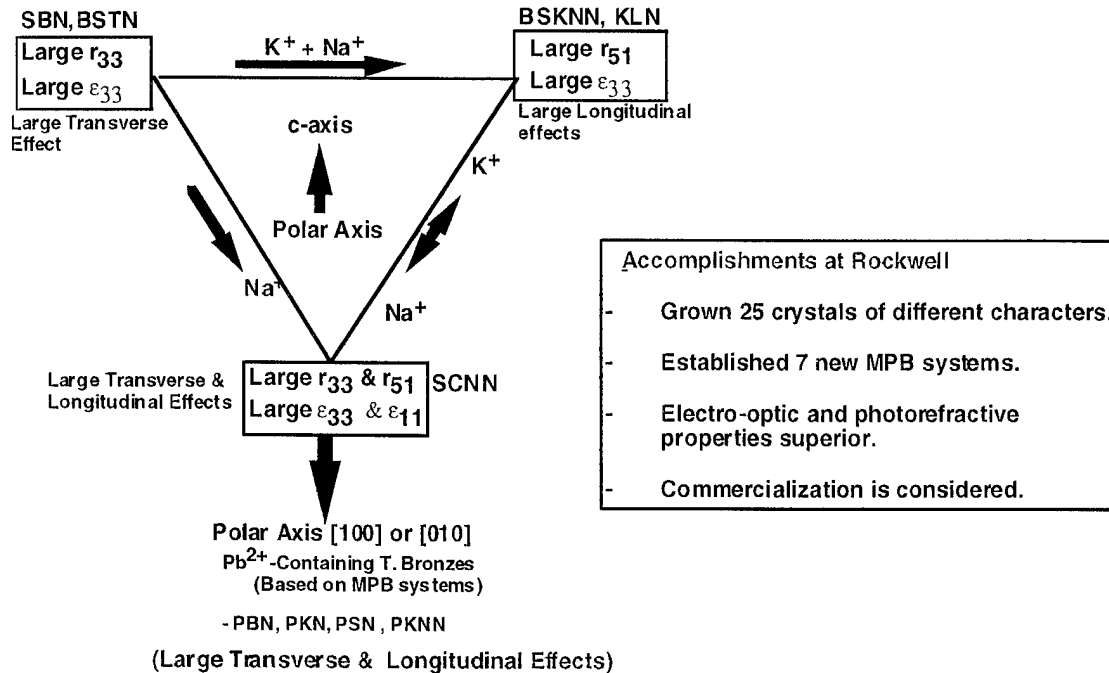 SBN, BSTN
Large r33
Large ε33
Large Transverse
Effect
K+ + Na+
BSKNN, KLN
Large r51
Large ε33
Large Longitudinal
effects
c-axis
Polar Axis
K+
Na+
Na+
Large Transverse &
Longitudinal Effects
Large r33 & r51
Large ε33 & ε11
SCNN
Polar Axis [100] or [010]
Pb2+-Containing T. Bronzes
(Based on MPB systems)
- PBN, PKN, PSN , PKNN
(Large Transverse & Longitudinal Effects)
Accomplishments at Rockwell
- Grown 25 crystals of different characters.
- Established 7 new MPB systems.
- Electro-optic and photorefractive
properties superior.
- Commercialization is considered.